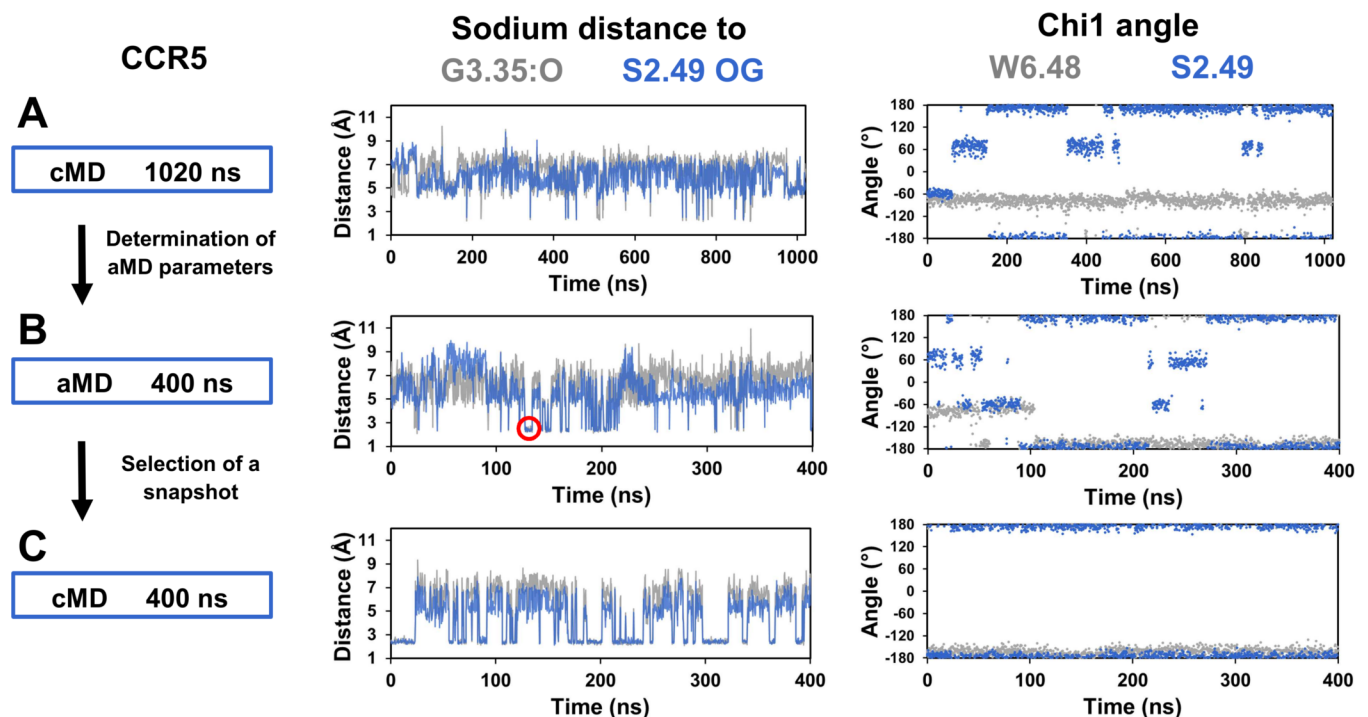 CCR5
Sodium distance to
G3.35:O S2.49 OG
Chi1 angle
W6.48 S2.49
A
cMD 1020 ns
Determination of
aMD parameters
B
aMD 400 ns
Selection of a
snapshot
C
cMD 400 ns
Distance (Å)
11
9
7
5
3
1
0 200 400 600 800 1000
Time (ns)
Angle (°)
180
120
60
0
-60
-120
-180
0 200 400 600 800 1000
Time (ns)
Distance (Å)
11
9
7
5
3
1
0 100 200 300 400
Time (ns)
Angle (°)
180
120
60
0
-60
-120
-180
0 100 200 300 400
Time (ns)
Distance (Å)
11
9
7
5
3
1
0 100 200 300 400
Time (ns)
Angle (°)
180
120
60
0
-60
-120
-180
0 100 200 300 400
Time (ns)